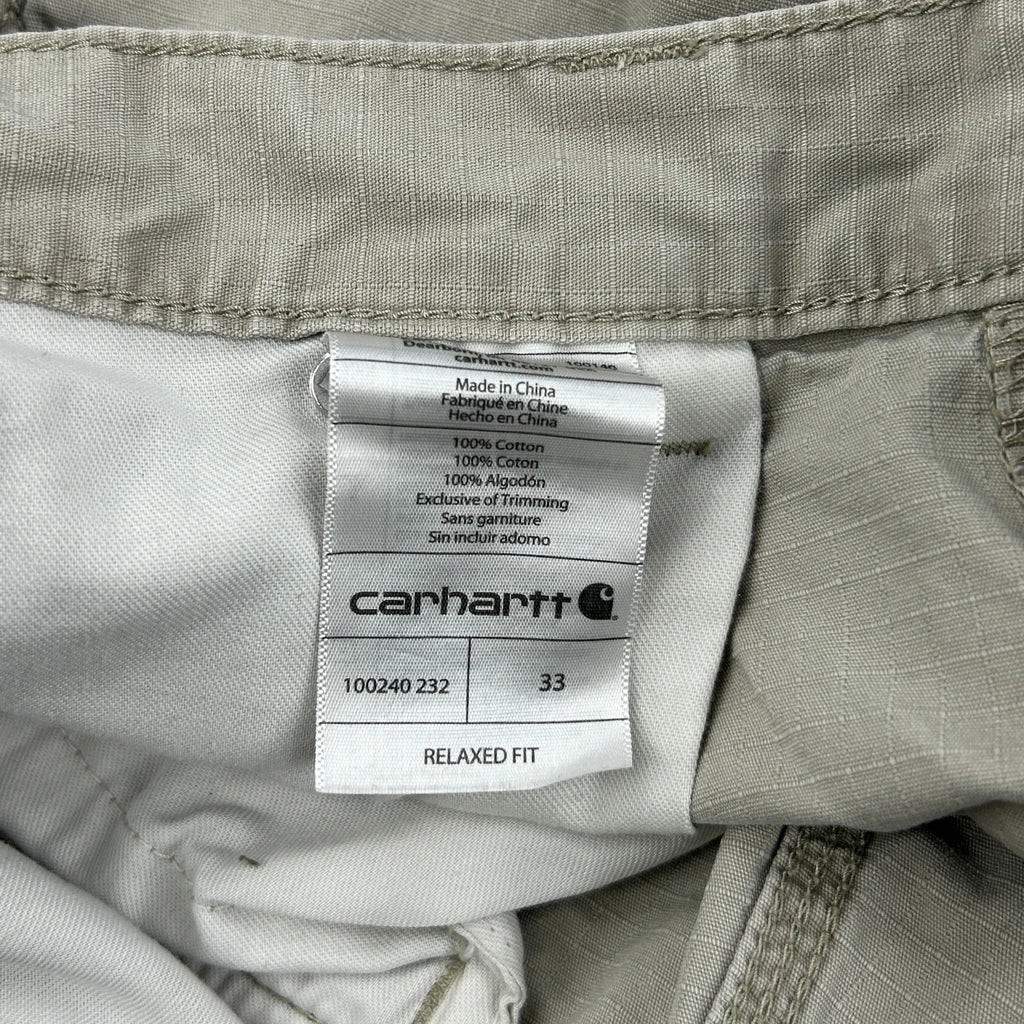 carhartt.com
Made in China
Fabriqué en Chine
Hecho en China
100% Cotton
100% Coton
100% Algodón
Exclusive of Trimming
Sans garniture
Sin incluir adorno
carhartt
100240 232 33
RELAXED FIT